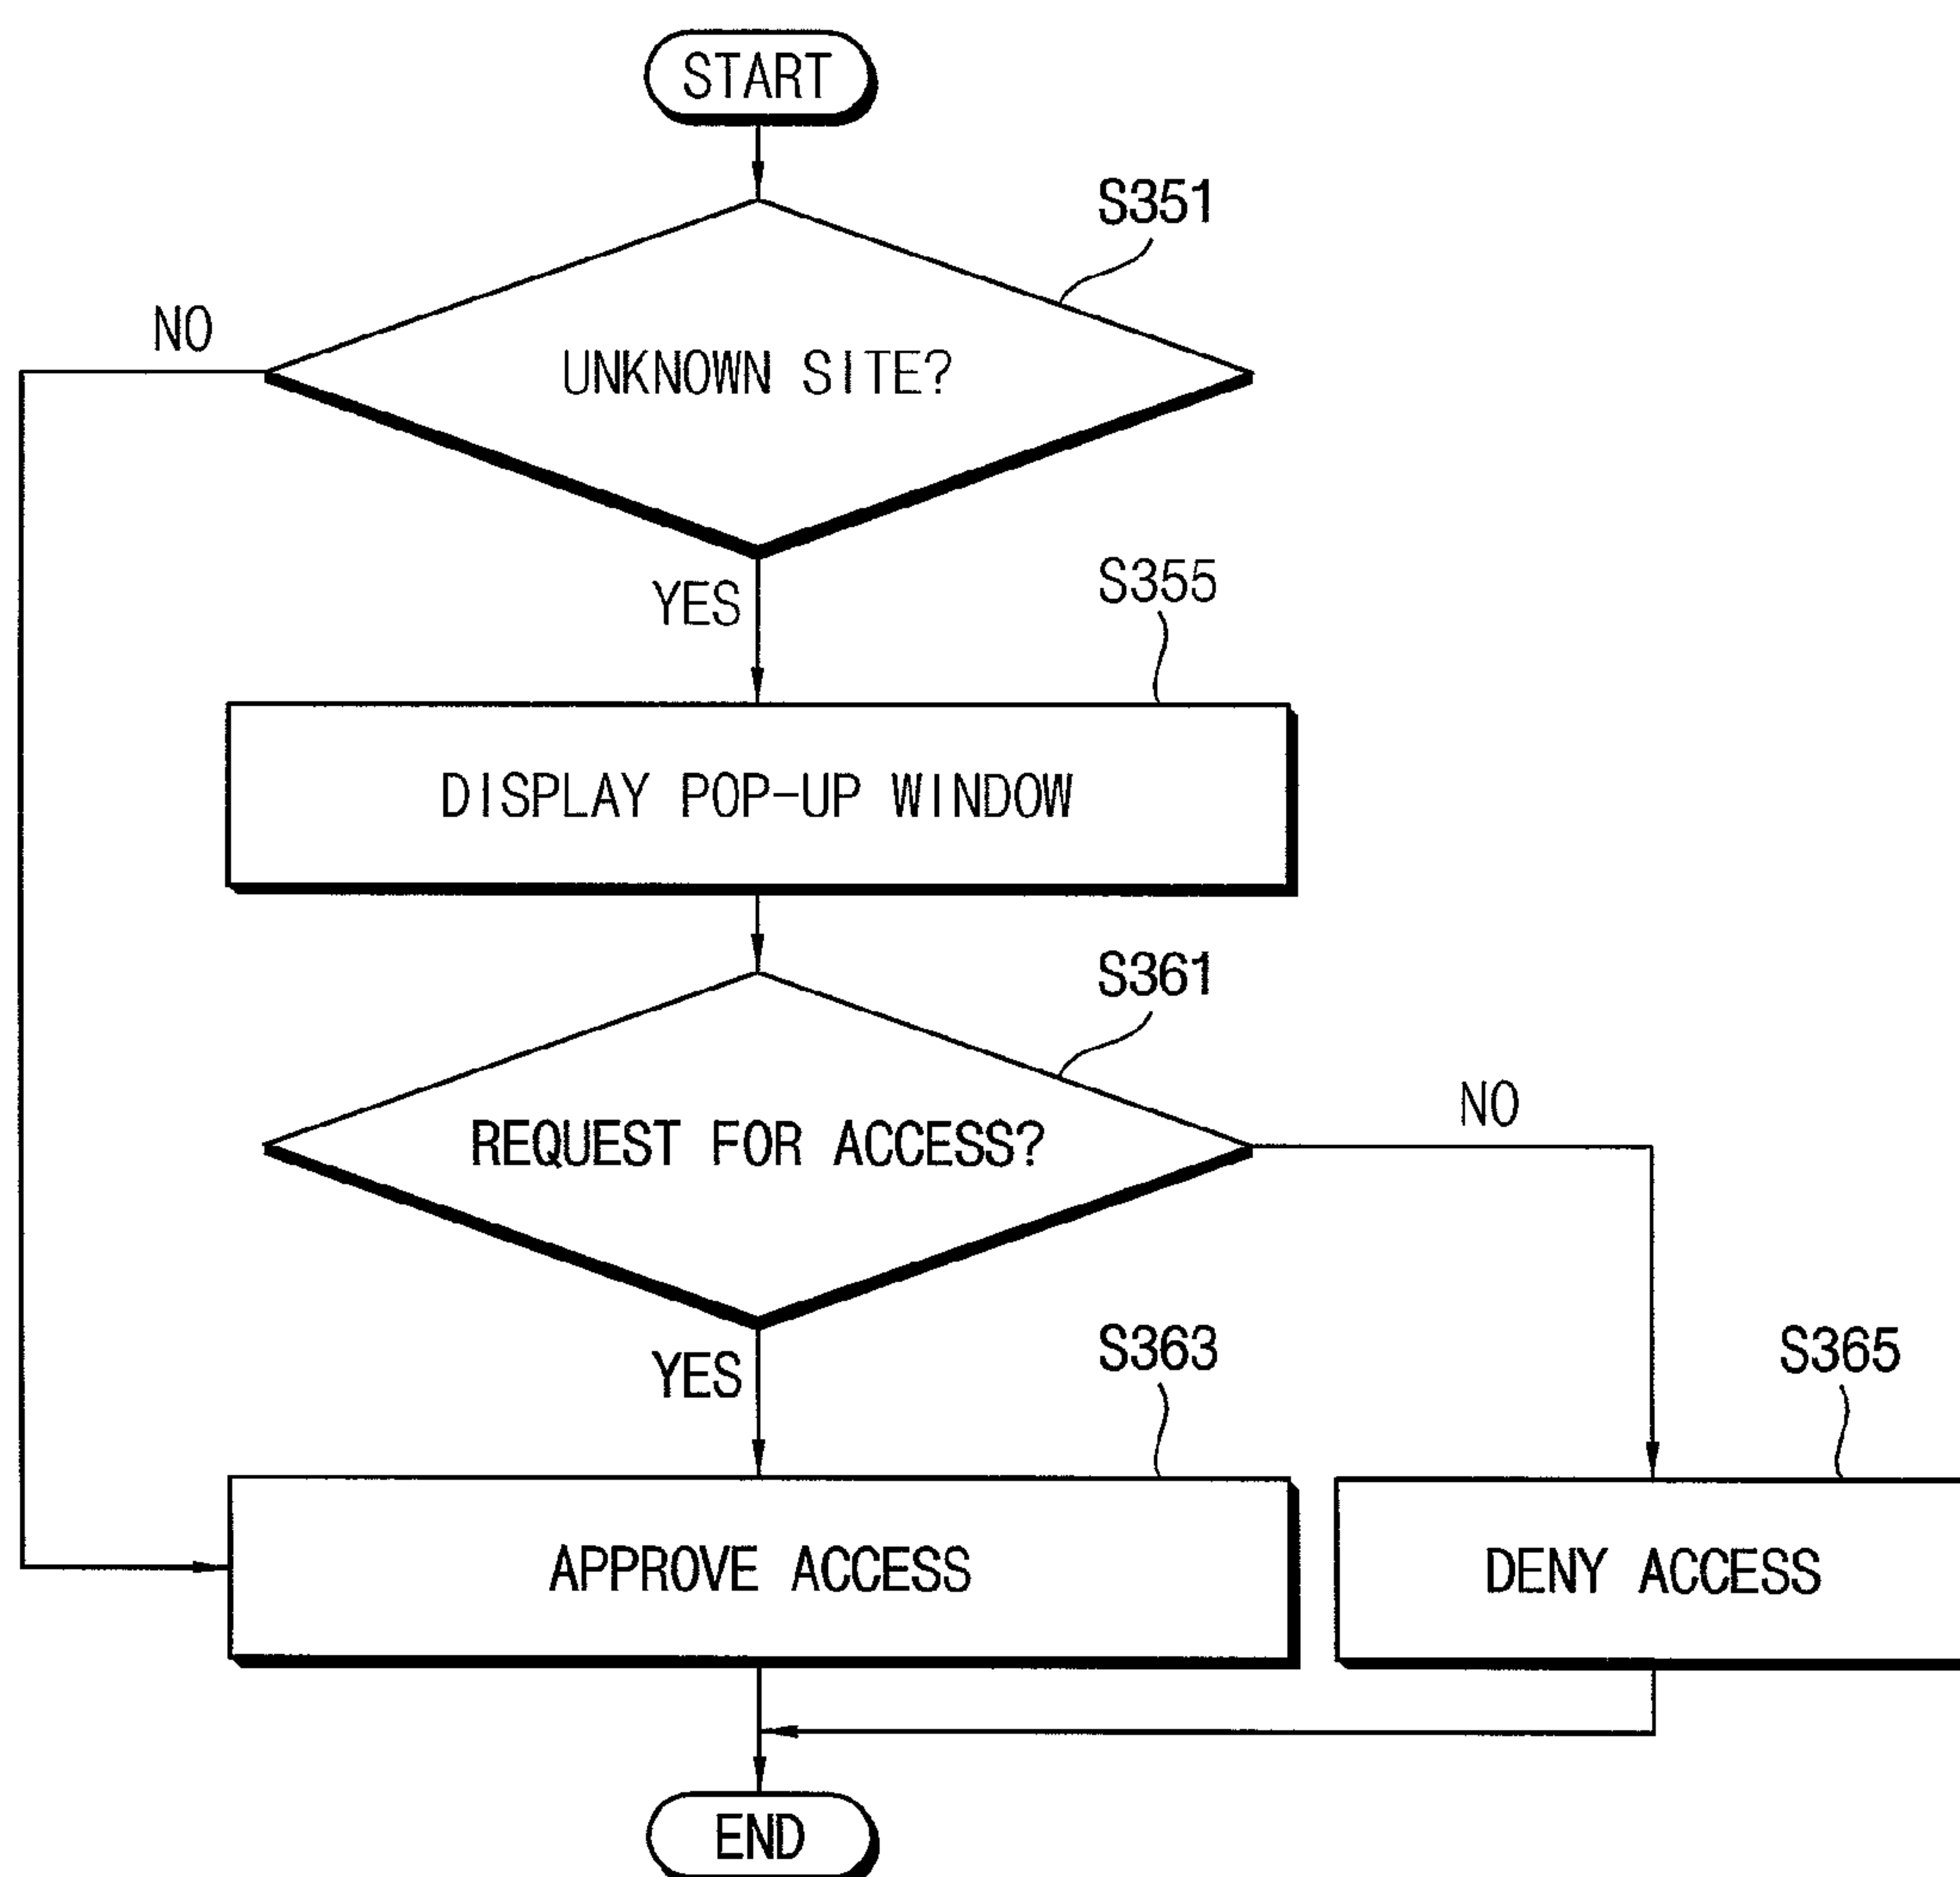 START
S351
NO
UNKNOWN SITE?
YES
S355
DISPLAY POP-UP WINDOW
S361
REQUEST FOR ACCESS?
NO
YES
S363
S365
APPROVE ACCESS
DENY ACCESS
END